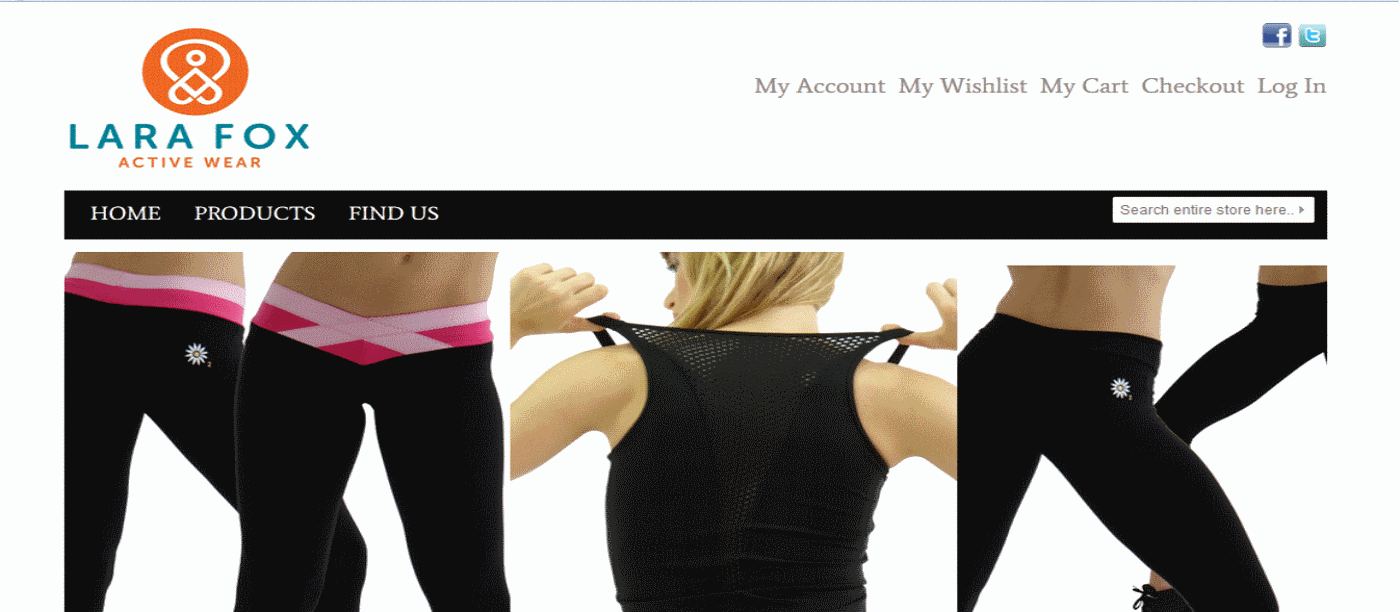 LARA FOX
ACTIVE WEAR
My Account My Wishlist My Cart Checkout Log In
HOME PRODUCTS FIND US
Search entire store here..